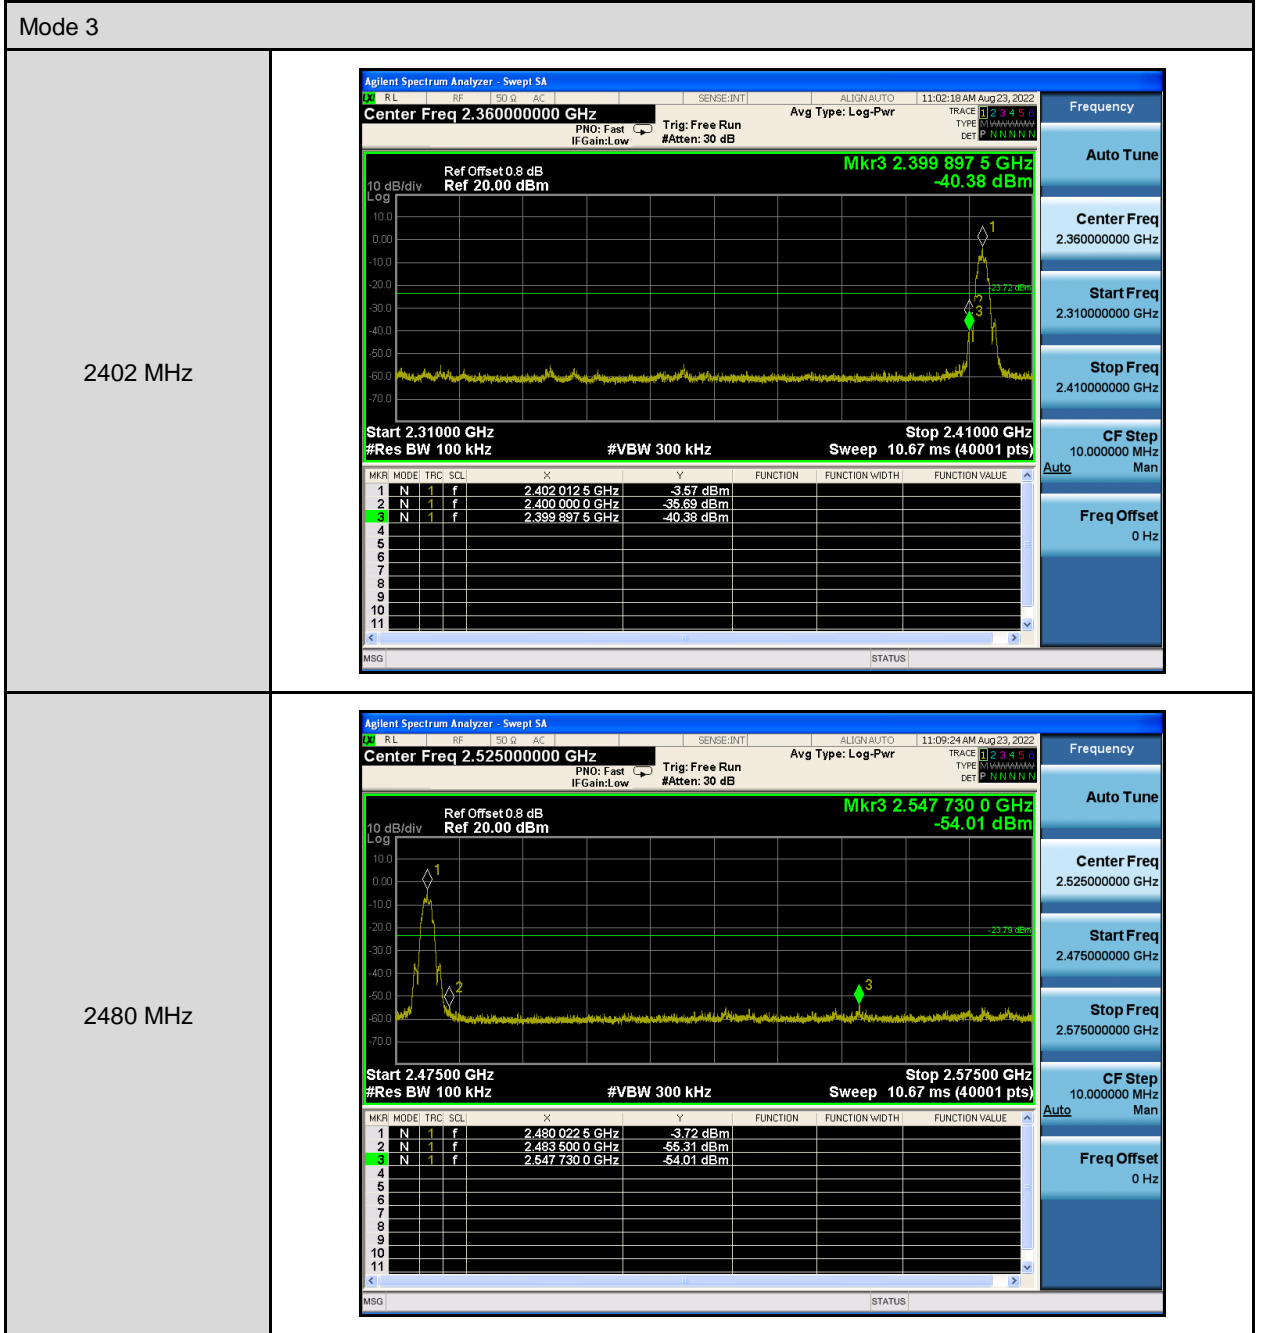 Mode 3
2402 MHz
Agilent Spectrum Analyzer - Swept SA
LXI RL RF 50 Ω AC SENSE:INT ALIGN AUTO 11:02:18 AM Aug 23, 2022
Center Freq 2.360000000 GHz
PNO: Fast
IFGain:Low
Trig: Free Run
#Atten: 30 dB
Avg Type: Log-Pwr
TRACE 1 2 3 4 5 6
TYPE M WWWWW
DET P N N N N N
Mkr3 2.399 897 5 GHz
-40.38 dBm
Ref Offset 0.8 dB
10 dB/div Ref 20.00 dBm
Log
10.0
0.00
-10.0
-20.0
-30.0
-40.0
-50.0
-60.0
-70.0
1
2
3
-23.72 dBm
Start 2.31000 GHz Stop 2.41000 GHz
#Res BW 100 kHz #VBW 300 kHz Sweep 10.67 ms (40001 pts)
MKR MODE TRC SCL X Y FUNCTION FUNCTION WIDTH FUNCTION VALUE
1 N 1 f 2.402 012 5 GHz -3.57 dBm
2 N 1 f 2.400 000 0 GHz -35.69 dBm
3 N 1 f 2.399 897 5 GHz -40.38 dBm
4
5
6
7
8
9
10
11
MSG STATUS
Frequency
Auto Tune
Center Freq
2.360000000 GHz
Start Freq
2.310000000 GHz
Stop Freq
2.410000000 GHz
CF Step
10.000000 MHz
Auto Man
Freq Offset
0 Hz
2480 MHz
Agilent Spectrum Analyzer - Swept SA
LXI RL RF 50 Ω AC SENSE:INT ALIGN AUTO 11:09:24 AM Aug 23, 2022
Center Freq 2.525000000 GHz
PNO: Fast
IFGain:Low
Trig: Free Run
#Atten: 30 dB
Avg Type: Log-Pwr
TRACE 1 2 3 4 5 6
TYPE M WWWWW
DET P N N N N N
Mkr3 2.547 730 0 GHz
-54.01 dBm
Ref Offset 0.8 dB
10 dB/div Ref 20.00 dBm
Log
10.0
0.00
-10.0
-20.0
-30.0
-40.0
-50.0
-60.0
-70.0
1
2
3
-23.79 dBm
Start 2.47500 GHz Stop 2.57500 GHz
#Res BW 100 kHz #VBW 300 kHz Sweep 10.67 ms (40001 pts)
MKR MODE TRC SCL X Y FUNCTION FUNCTION WIDTH FUNCTION VALUE
1 N 1 f 2.480 022 5 GHz -3.72 dBm
2 N 1 f 2.483 500 0 GHz -55.31 dBm
3 N 1 f 2.547 730 0 GHz -54.01 dBm
4
5
6
7
8
9
10
11
MSG STATUS
Frequency
Auto Tune
Center Freq
2.525000000 GHz
Start Freq
2.475000000 GHz
Stop Freq
2.575000000 GHz
CF Step
10.000000 MHz
Auto Man
Freq Offset
0 Hz